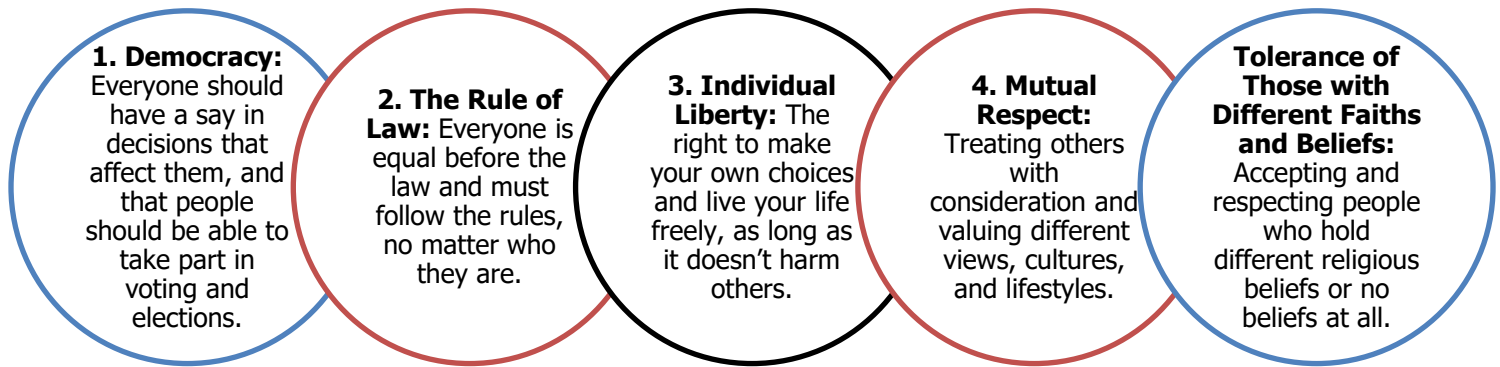 1. Democracy:
Everyone should
have a say in
decisions that
affect them, and
that people
should be able to
take part in
voting and
elections.
2. The Rule of
Law: Everyone is
equal before the
law and must
follow the rules,
no matter who
they are.
3. Individual
Liberty: The
right to make
your own choices
and live your life
freely, as long as
it doesn’t harm
others.
4. Mutual
Respect:
Treating others
with
consideration and
valuing different
views, cultures,
and lifestyles.
Tolerance of
Those with
Different Faiths
and Beliefs:
Accepting and
respecting people
who hold
different religious
beliefs or no
beliefs at all.